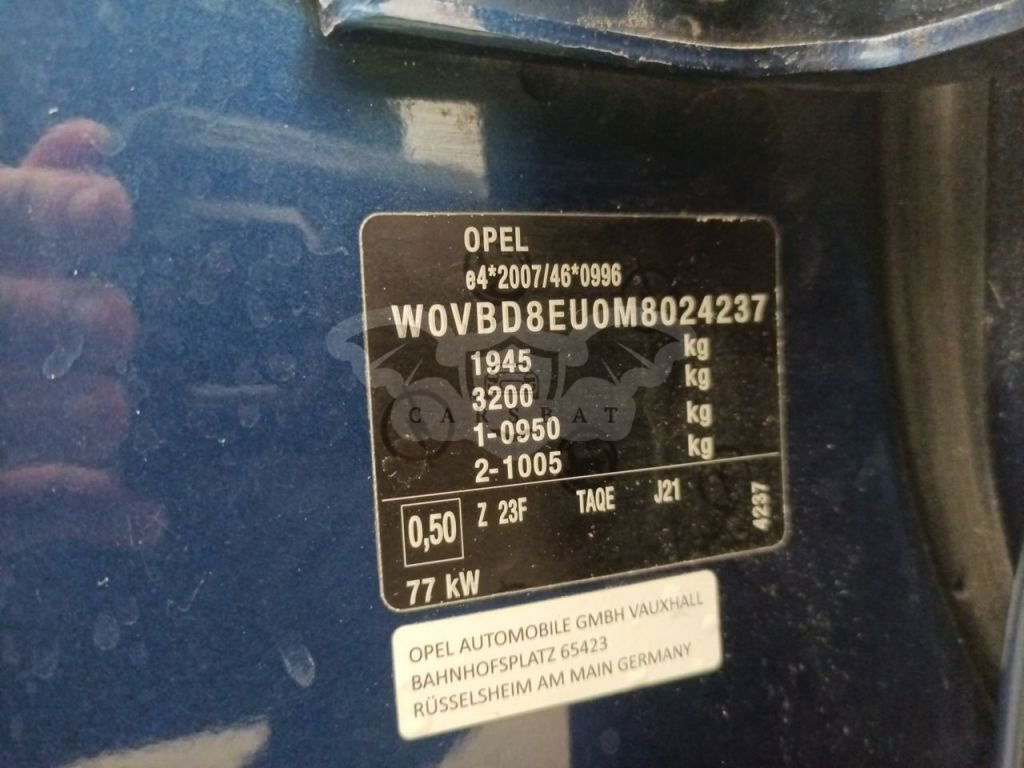 OPEL
e4*2007/46*0996
W0VBD8EU0M8024237
1945 kg
3200 kg
1-0950 kg
2-1005 kg
0,50 Z 23F TAQE J21 4237
77 kW
OPEL AUTOMOBILE GMBH VAUXHALL
BAHNHOFSPLATZ 65423
RÜSSELSHEIM AM MAIN GERMANY
CARSBAT